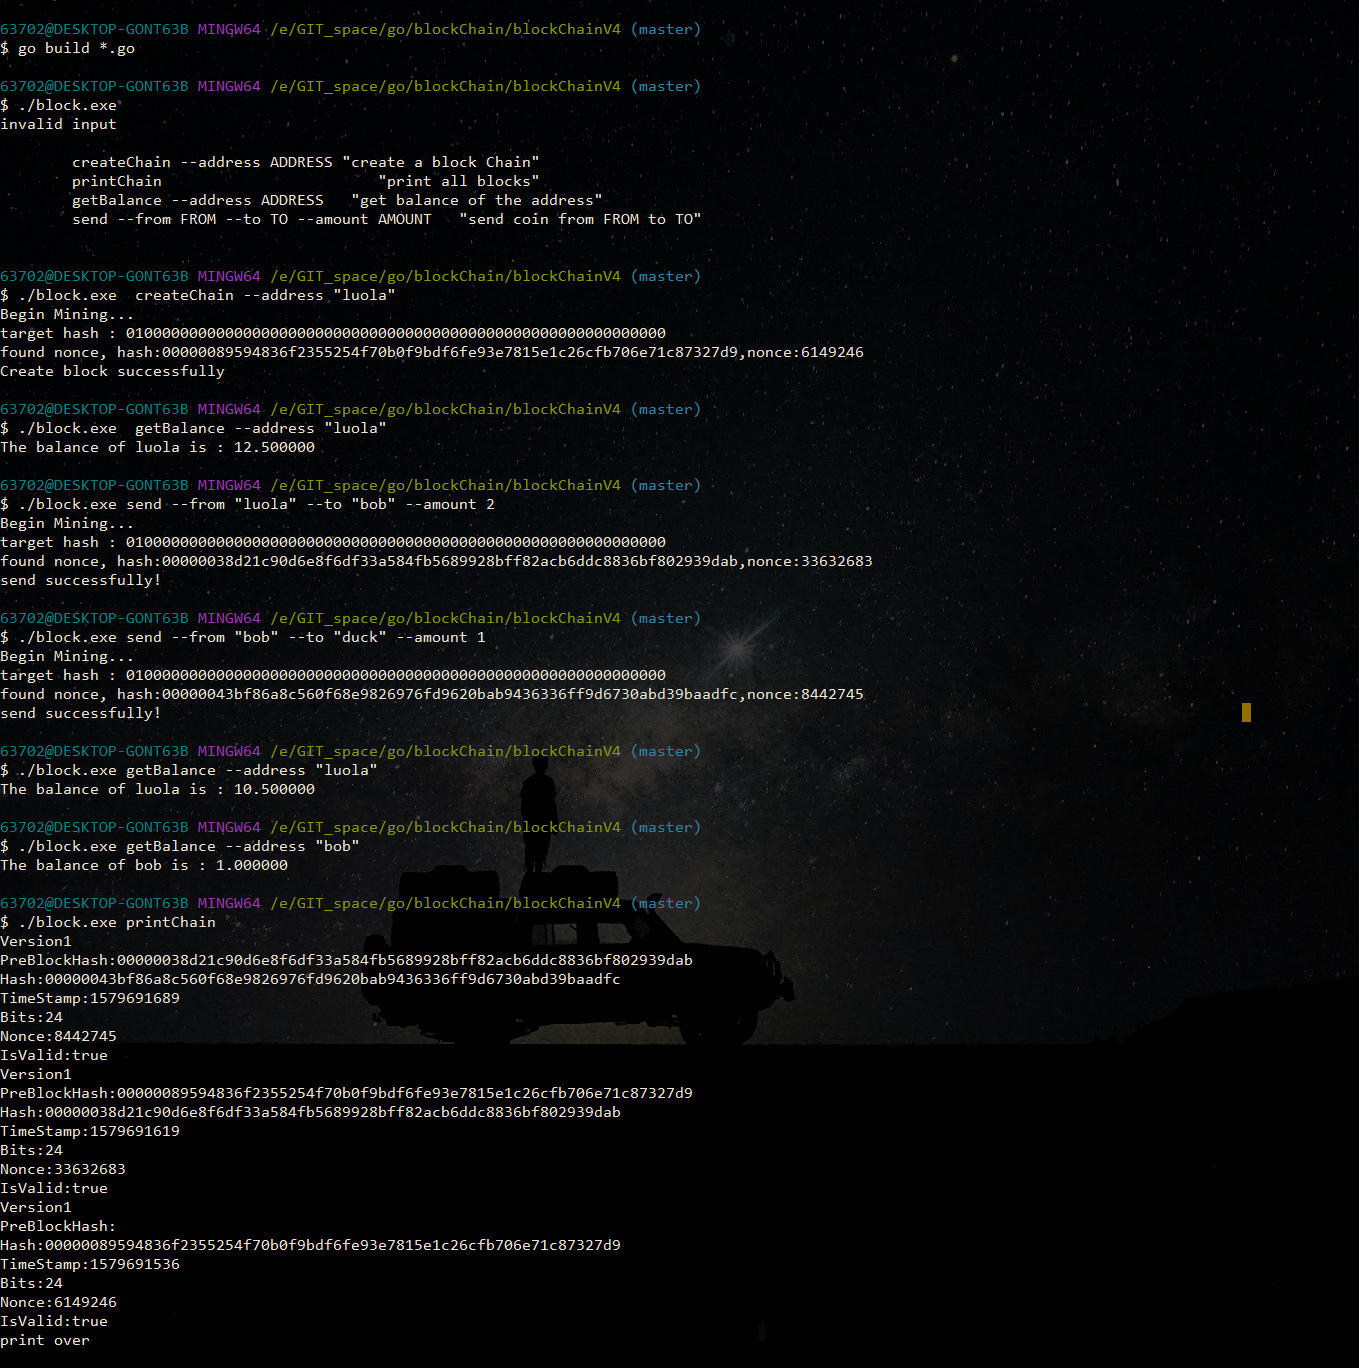 63702@DESKTOP-GONT63B MINGW64 /e/GIT_space/go/blockChain/blockChainV4 (master)
$ go build *.go
63702@DESKTOP-GONT63B MINGW64 /e/GIT_space/go/blockChain/blockChainV4 (master)
$ ./block.exe
invalid input
createChain --address ADDRESS "create a block Chain"
printChain "print all blocks"
getBalance --address ADDRESS "get balance of the address"
send --from FROM --to TO --amount AMOUNT "send coin from FROM to TO"
63702@DESKTOP-GONT63B MINGW64 /e/GIT_space/go/blockChain/blockChainV4 (master)
$ ./block.exe  createChain --address "luola"
Begin Mining...
target hash : 010000000000000000000000000000000000000000000000000000000000
found nonce, hash:00000089594836f2355254f70b0f9bdf6fe93e7815e1c26cfb706e71c87327d9,nonce:6149246
Create block successfully
63702@DESKTOP-GONT63B MINGW64 /e/GIT_space/go/blockChain/blockChainV4 (master)
$ ./block.exe  getBalance --address "luola"
The balance of luola is : 12.500000
63702@DESKTOP-GONT63B MINGW64 /e/GIT_space/go/blockChain/blockChainV4 (master)
$ ./block.exe send --from "luola" --to "bob" --amount 2
Begin Mining...
target hash : 010000000000000000000000000000000000000000000000000000000000
found nonce, hash:00000038d21c90d6e8f6df33a584fb5689928bff82acb6ddc8836bf802939dab,nonce:33632683
send successfully!
63702@DESKTOP-GONT63B MINGW64 /e/GIT_space/go/blockChain/blockChainV4 (master)
$ ./block.exe send --from "bob" --to "duck" --amount 1
Begin Mining...
target hash : 010000000000000000000000000000000000000000000000000000000000
found nonce, hash:00000043bf86a8c560f68e9826976fd9620bab9436336ff9d6730abd39baadfc,nonce:8442745
send successfully!
63702@DESKTOP-GONT63B MINGW64 /e/GIT_space/go/blockChain/blockChainV4 (master)
$ ./block.exe getBalance --address "luola"
The balance of luola is : 10.500000
63702@DESKTOP-GONT63B MINGW64 /e/GIT_space/go/blockChain/blockChainV4 (master)
$ ./block.exe getBalance --address "bob"
The balance of bob is : 1.000000
63702@DESKTOP-GONT63B MINGW64 /e/GIT_space/go/blockChain/blockChainV4 (master)
$ ./block.exe printChain
Version1
PreBlockHash:00000038d21c90d6e8f6df33a584fb5689928bff82acb6ddc8836bf802939dab
Hash:00000043bf86a8c560f68e9826976fd9620bab9436336ff9d6730abd39baadfc
TimeStamp:1579691689
Bits:24
Nonce:8442745
IsValid:true
Version1
PreBlockHash:00000089594836f2355254f70b0f9bdf6fe93e7815e1c26cfb706e71c87327d9
Hash:00000038d21c90d6e8f6df33a584fb5689928bff82acb6ddc8836bf802939dab
TimeStamp:1579691619
Bits:24
Nonce:33632683
IsValid:true
Version1
PreBlockHash:
Hash:00000089594836f2355254f70b0f9bdf6fe93e7815e1c26cfb706e71c87327d9
TimeStamp:1579691536
Bits:24
Nonce:6149246
IsValid:true
print over